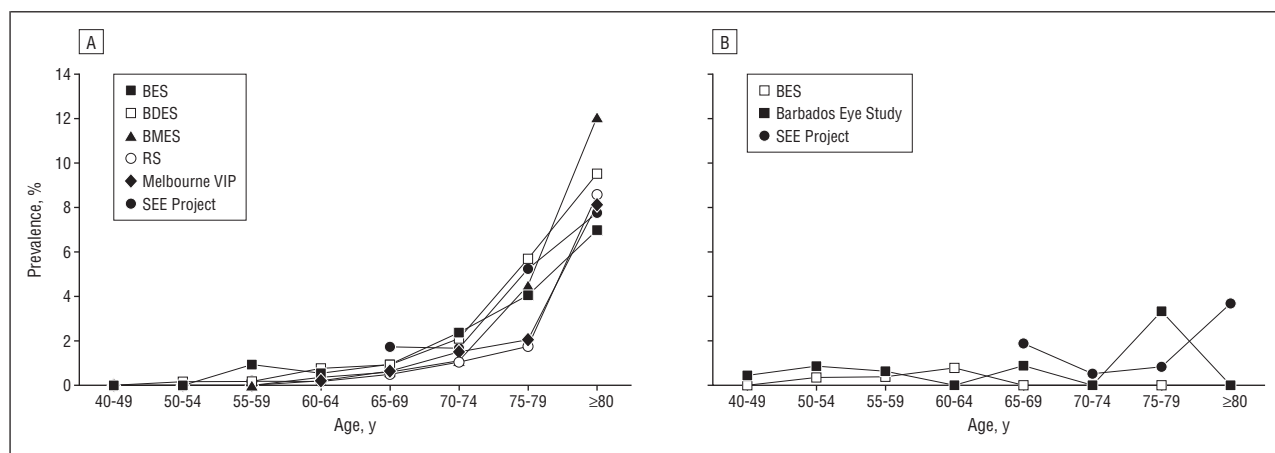 A
14
12
10
8
6
4
2
0
Prevalence, %
BES
BDES
BMES
RS
Melbourne VIP
SEE Project
40-49 50-54 55-59 60-64 65-69 70-74 75-79 ≥80
Age, y
B
BES
Barbados Eye Study
SEE Project
40-49 50-54 55-59 60-64 65-69 70-74 75-79 ≥80
Age, y